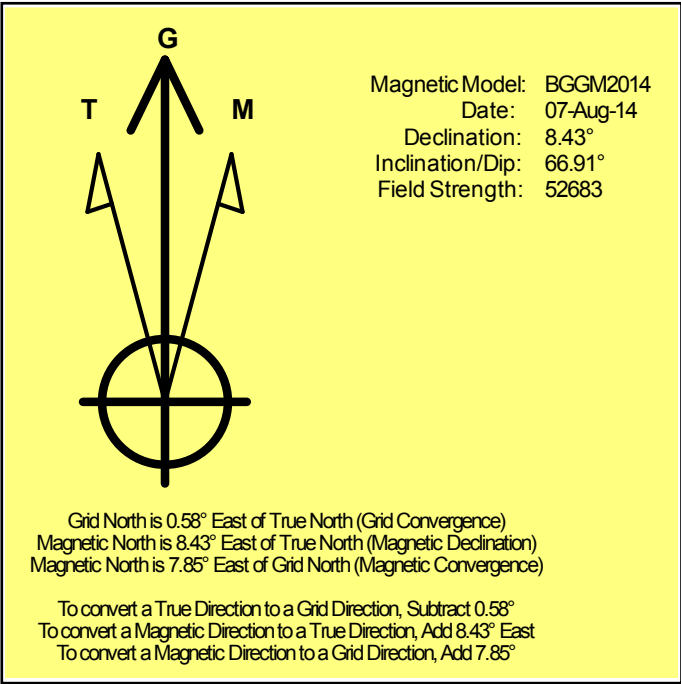 G
T
M
Magnetic Model: BGGM2014
Date: 07-Aug-14
Declination: 8.43°
Inclination/Dip: 66.91°
Field Strength: 52683
Grid North is 0.58° East of True North (Grid Convergence)
Magnetic North is 8.43° East of True North (Magnetic Declination)
Magnetic North is 7.85° East of Grid North (Magnetic Convergence)
To convert a True Direction to a Grid Direction, Subtract 0.58°
To convert a Magnetic Direction to a True Direction, Add 8.43° East
To convert a Magnetic Direction to a Grid Direction, Add 7.85°